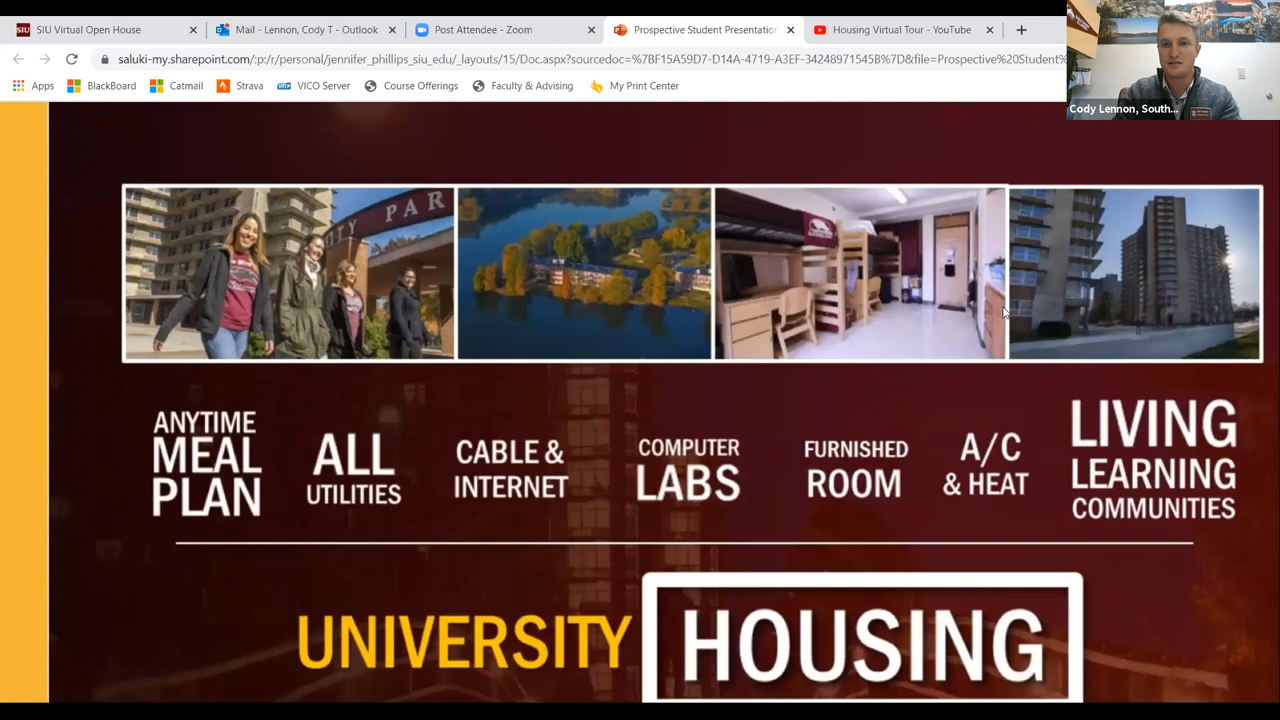 SIU Virtual Open House
Mail - Lennon, Cody T - Outlook
Post Attendee - Zoom
Prospective Student Presentation
Housing Virtual Tour - YouTube
saluki-my.sharepoint.com/:p:/r/personal/jennifer_phillips_siu_edu/_layouts/15/Doc.aspx?sourcedoc=%7BF15A59D7-D14A-4719-A3EF-34248971545B%7D&file=Prospective%20Student%
Apps
BlackBoard
Catmail
Strava
VICO Server
Course Offerings
Faculty & Advising
My Print Center
Cody Lennon, South...
ITY PAR
ANYTIME
MEAL
PLAN
ALL
UTILITIES
CABLE &
INTERNET
COMPUTER
LABS
FURNISHED
ROOM
A/C
& HEAT
LIVING
LEARNING
COMMUNITIES
UNIVERSITY HOUSING